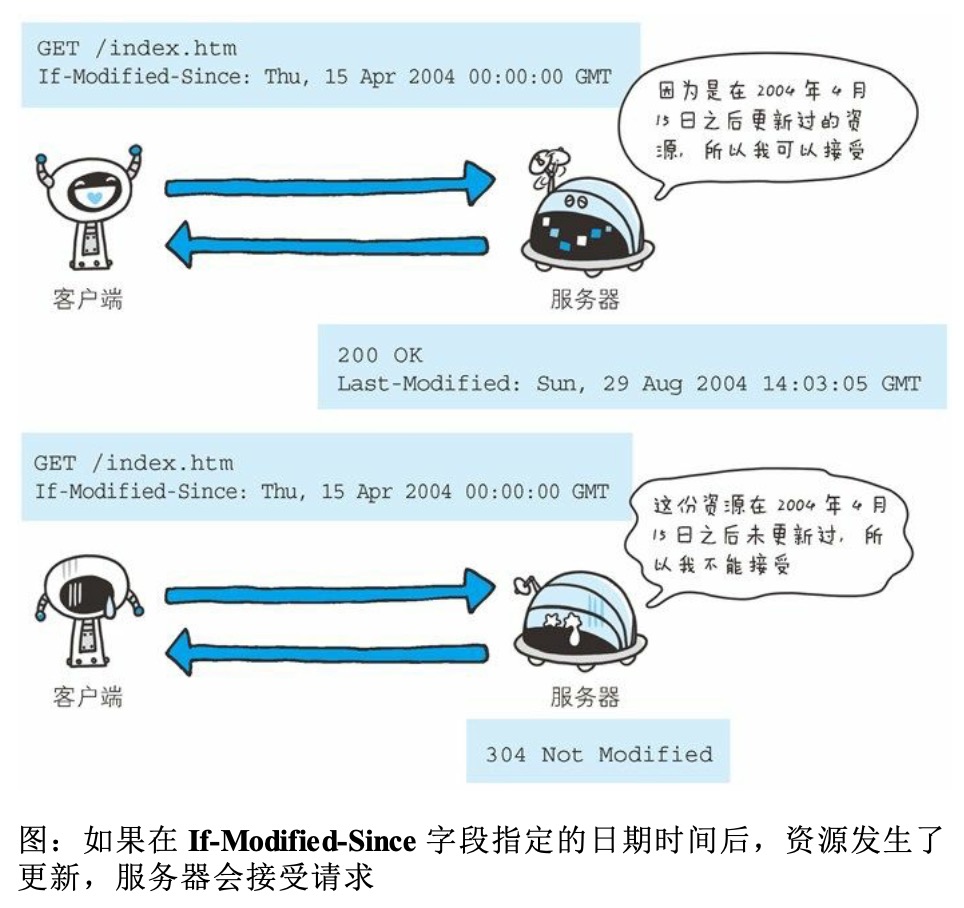 GET /index.htm
If-Modified-Since: Thu, 15 Apr 2004 00:00:00 GMT
因为是在 2004 年 4 月
15 日之后更新过的资
源，所以我可以接受
客户端
服务器
200 OK
Last-Modified: Sun, 29 Aug 2004 14:03:05 GMT
GET /index.htm
If-Modified-Since: Thu, 15 Apr 2004 00:00:00 GMT
这份资源在 2004 年 4 月
15 日之后未更新过，所
以我不能接受
客户端
服务器
304 Not Modified
图：如果在 If-Modified-Since 字段指定的日期时间后，资源发生了
更新，服务器会接受请求